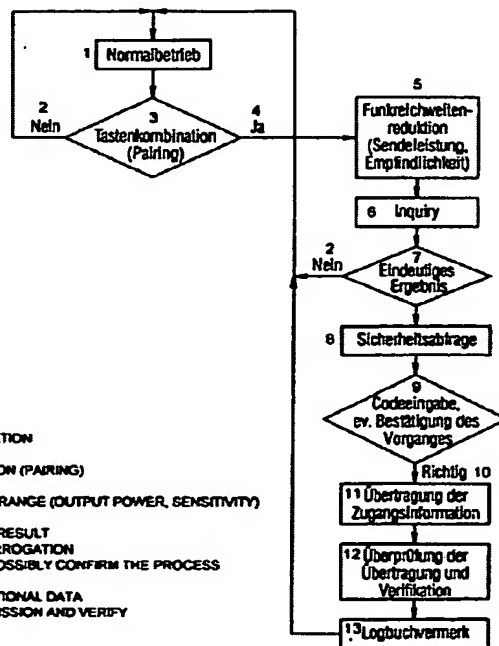 1 Normalbetrieb
2
Nein
3
Tastenkombination
(Pairing)
4
Ja
5
Funkreichweiten-
reduktion
(Sendeleistung,
Empfindlichkeit)
6 Inquiry
2
Nein
7
Eindeutiges
Ergebnis
8 Sicherheitsabfrage
9
Codeeingabe,
ev. Bestätigung des
Vorganges
Richtig 10
11 Übertragung der
Zugangsinformation
12 Überprüfung der
Übertragung und
Verifikation
13 Logbuchvermerk
TION
ON (PAIRING)
RANGE (OUTPUT POWER, SENSITIVITY)
RESULT
RROGATION
OSSIBLY CONFIRM THE PROCESS
TIONAL DATA
ISSION AND VERIFY